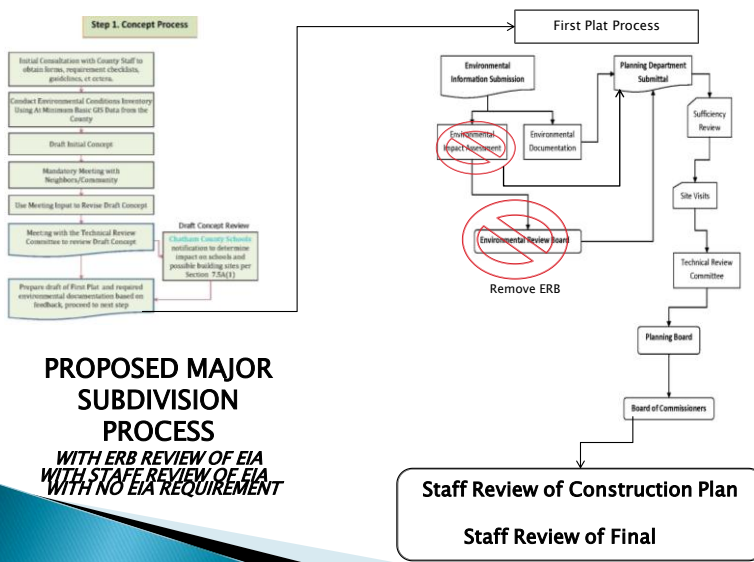 Step 1. Concept Process
Initial Consultation with County Staff to
obtain forms, requirement checklists,
guidelines, et cetera.
Conduct Environmental Conditions Inventory
Using At Minimum Basic GIS Data from the
County
Draft Initial Concept
Mandatory Meeting with
Neighbors/Community
Use Meeting Input to Revise Draft Concept
Meeting with the Technical Review
Committee to review Draft Concept
Draft Concept Review
Chatham County Schools
notification to determine
impact on schools and
possible building sites per
Section 7.5A(1)
Prepare draft of First Plat and required
environmental documentation based on
feedback, proceed to next step
First Plat Process
Environmental
Information Submission
Planning Department
Submittal
Environmental
Impact Assessment
Environmental
Documentation
Sufficiency
Review
Site Visits
Environmental Review Board
Remove ERB
Technical Review
Committee
Planning Board
Board of Commissioners
PROPOSED MAJOR
SUBDIVISION
PROCESS
WITH ERB REVIEW OF EIA
WITH STAFF REVIEW OF EIA
WITH NO EIA REQUIREMENT
Staff Review of Construction Plan
Staff Review of Final